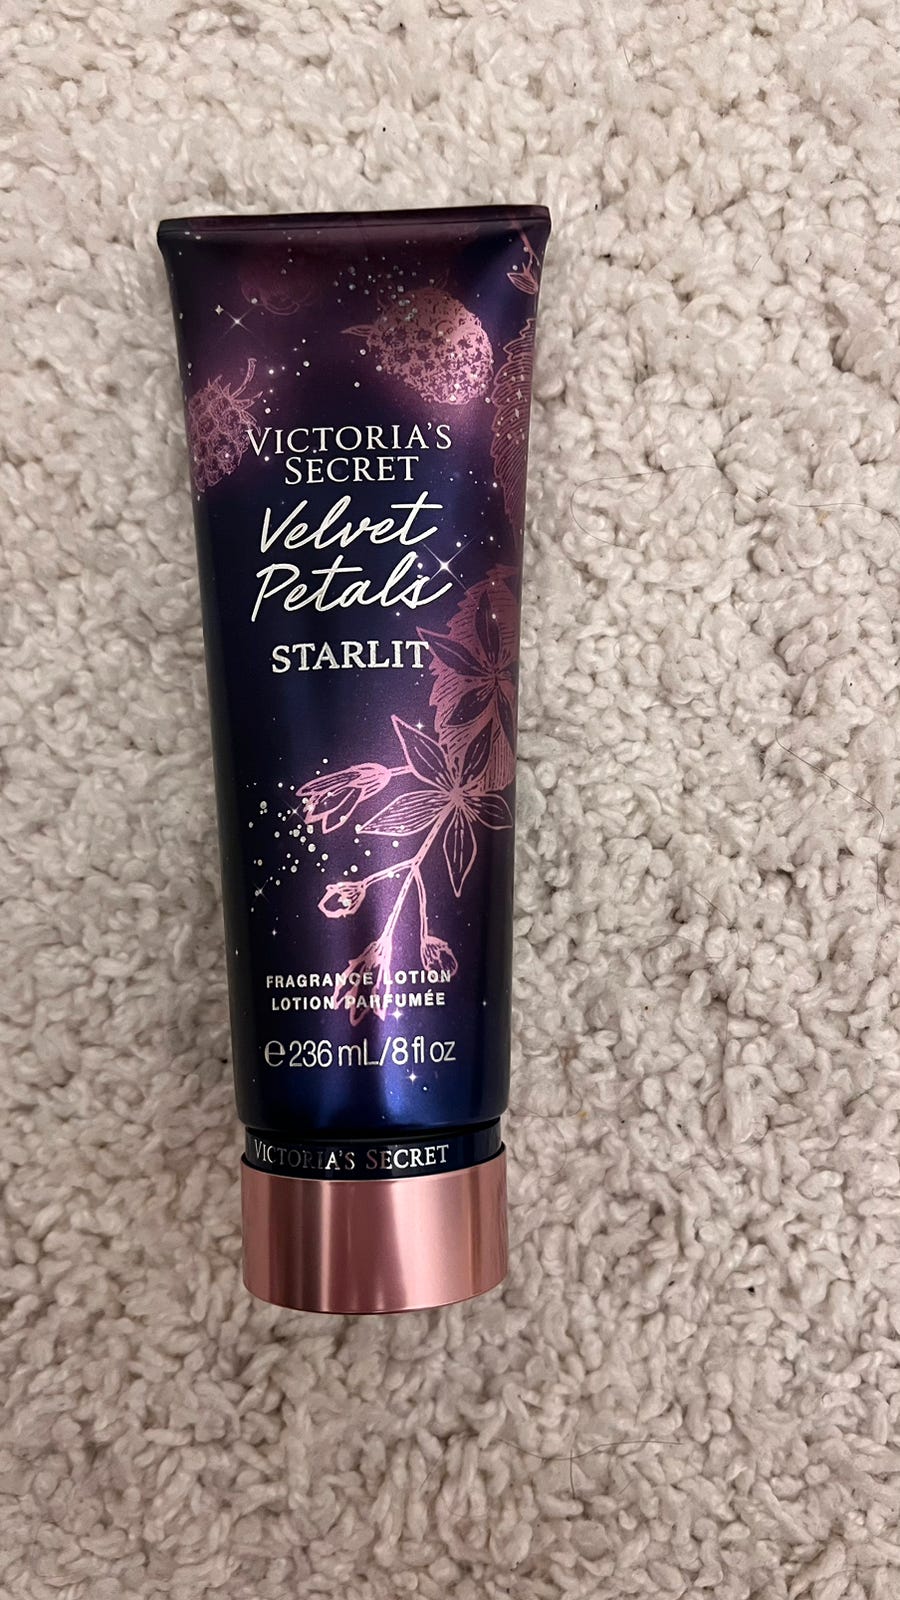 VICTORIA'S
SECRET
Velvet
Petals
STARLIT
FRAGRANCE LOTION
LOTION PARFUMÉE
℮ 236 mL/8 fl oz
VICTORIA'S SECRET